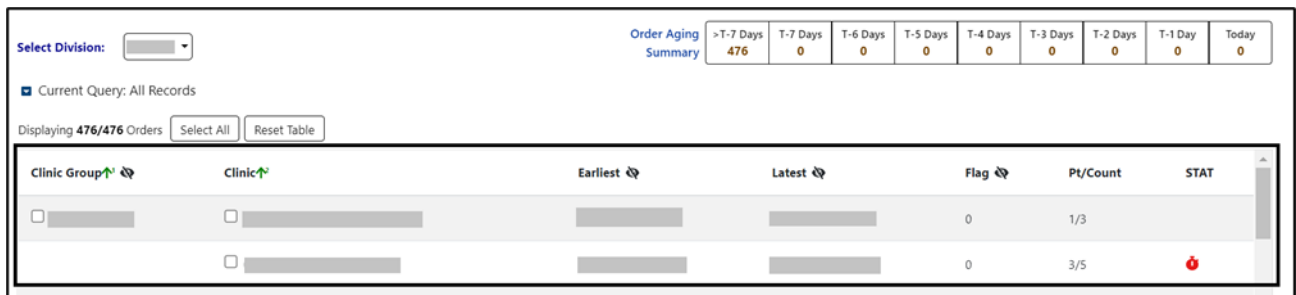 Select Division:
Order Aging Summary
>T-7 Days T-7 Days T-6 Days T-5 Days T-4 Days T-3 Days T-2 Days T-1 Day Today
476 0 0 0 0 0 0 0 0
Current Query: All Records
Displaying 476/476 Orders Select All Reset Table
Clinic Group 1 Clinic 2 Earliest Latest Flag Pt/Count STAT
0 1/3
0 3/5